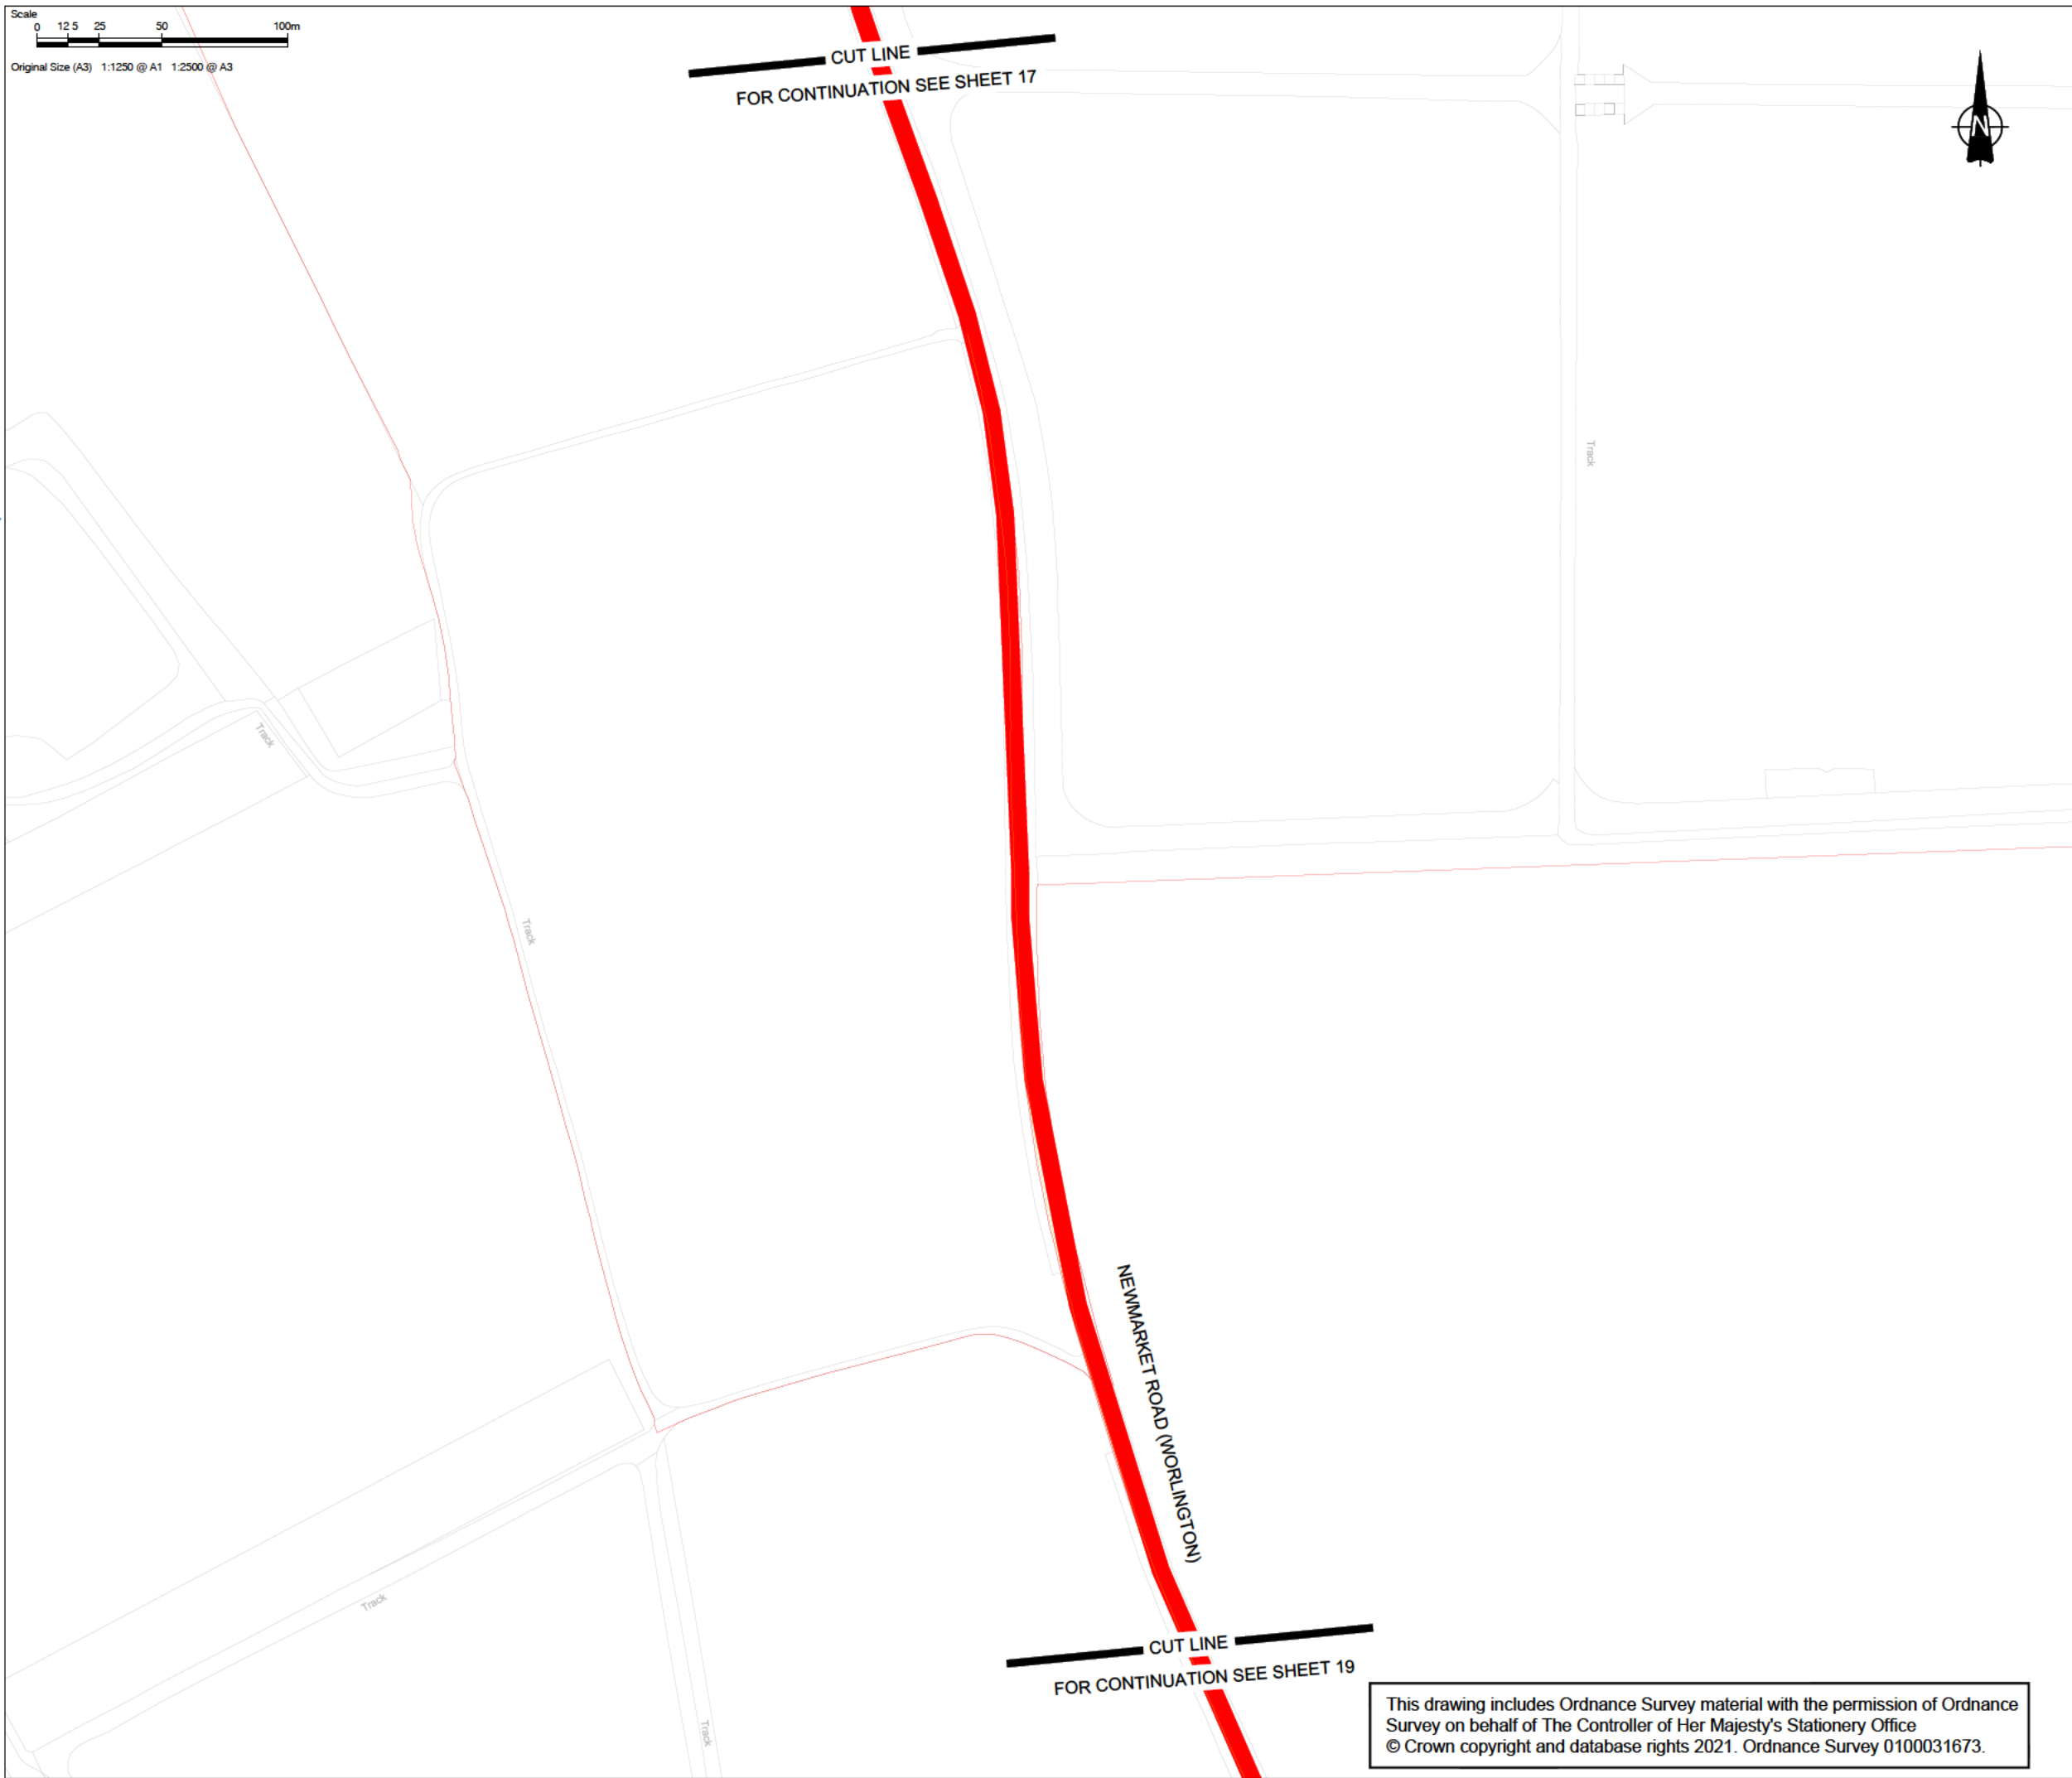 Scale
0 12 5 25 50 100m
Original Size (A3) 1:1250 @ A1 1:2500 @ A3
CUT LINE
FOR CONTINUATION SEE SHEET 17
N
Track
Track
Track
NEWMARKET ROAD (WORLINGTON)
Track
CUT LINE
FOR CONTINUATION SEE SHEET 19
Track
This drawing includes Ordnance Survey material with the permission of Ordnance
Survey on behalf of The Controller of Her Majesty's Stationery Office
© Crown copyright and database rights 2021. Ordnance Survey 0100031673.